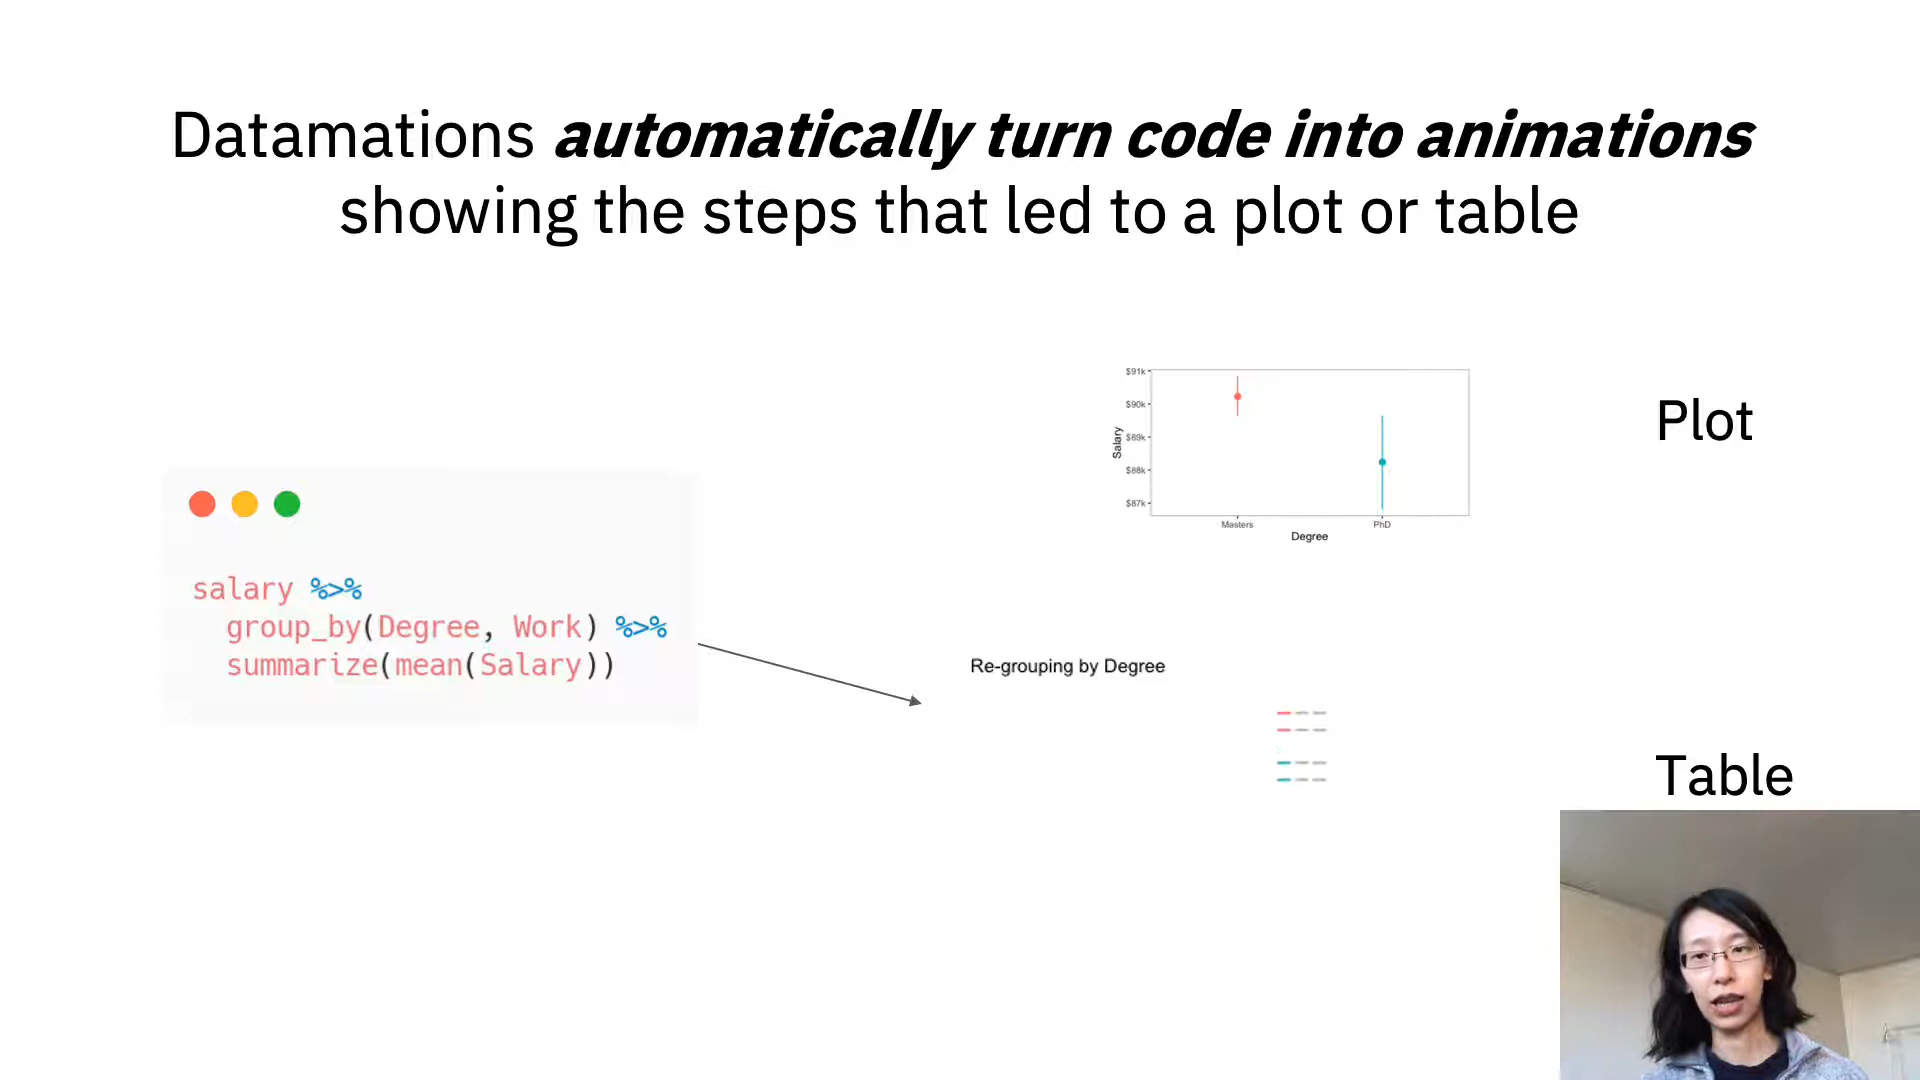 Datamations automatically turn code into animations
showing the steps that led to a plot or table
salary %>%
group_by(Degree, Work) %>%
summarize(mean(Salary))
$91k
$90k
$89k
$88k
$87k
Salary
Masters
PhD
Degree
Plot
Re-grouping by Degree
Table